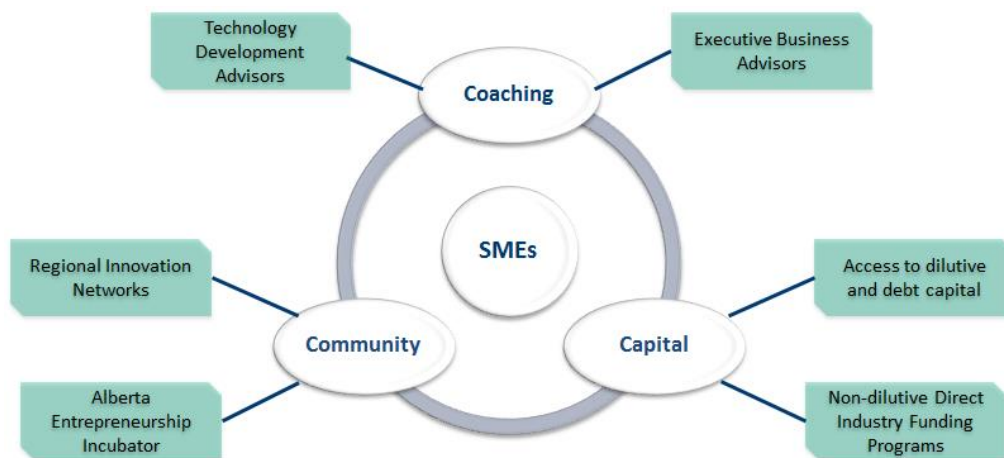 Technology
Development
Advisors
Executive Business
Advisors
Coaching
SMEs
Regional Innovation
Networks
Access to dilutive
and debt capital
Community
Capital
Alberta
Entrepreneurship
Incubator
Non-dilutive Direct
Industry Funding
Programs